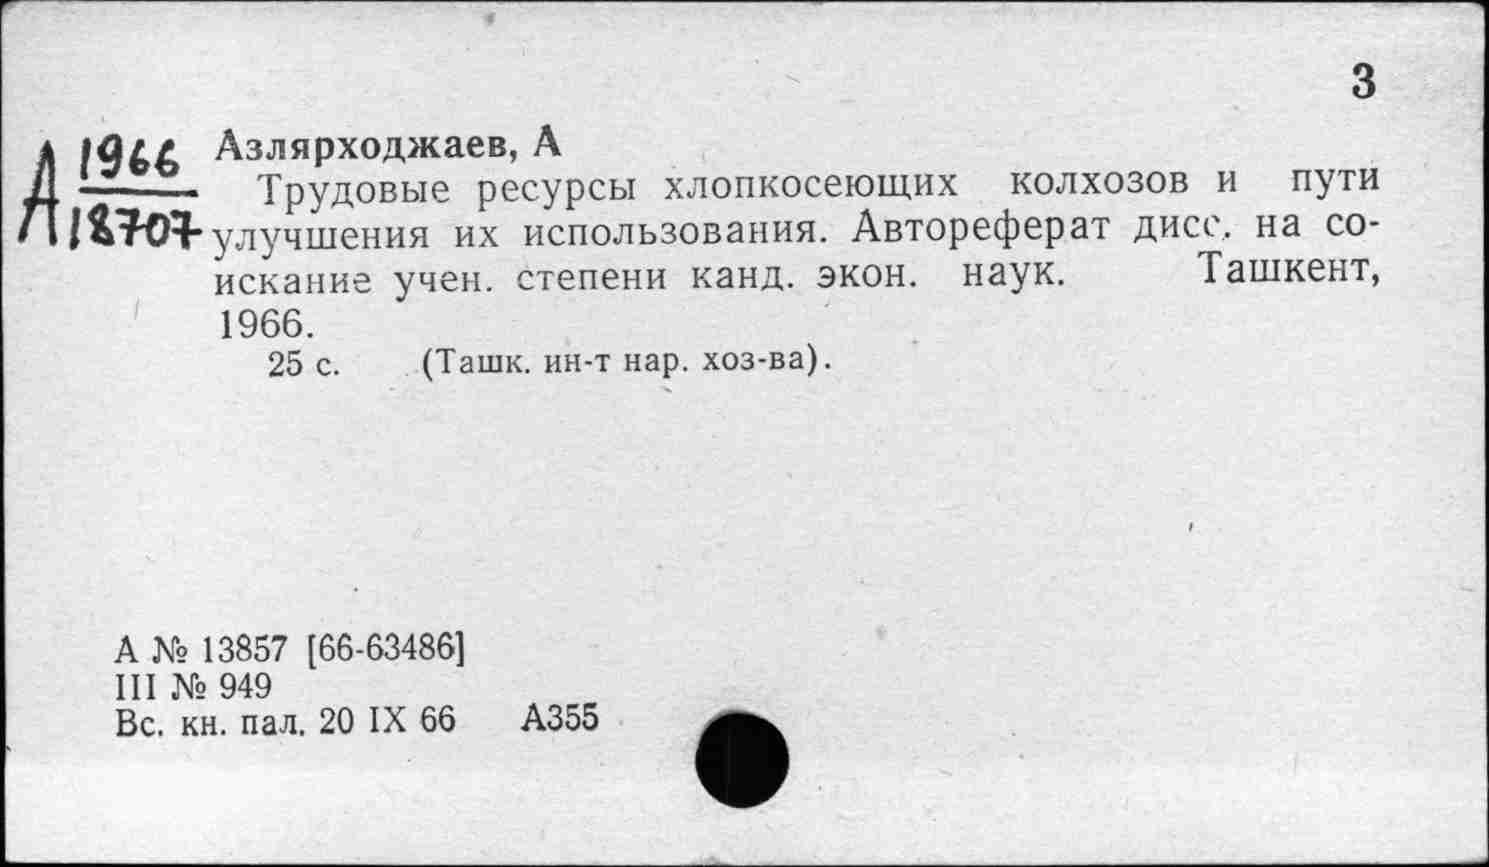 3
А 1966
18707
Азлярходжаев, А
Трудовые ресурсы хлопкосеющих колхозов и пути
улучшения их использования. Автореферат дисс. на со-
искание учен. степени канд. экон. наук. Ташкент,
1966.
25 с. (Ташк. ин-т нар. хоз-ва).
А № 13857 [66-63486]
III № 949
Вс. кн. пал. 20 IX 66 А355